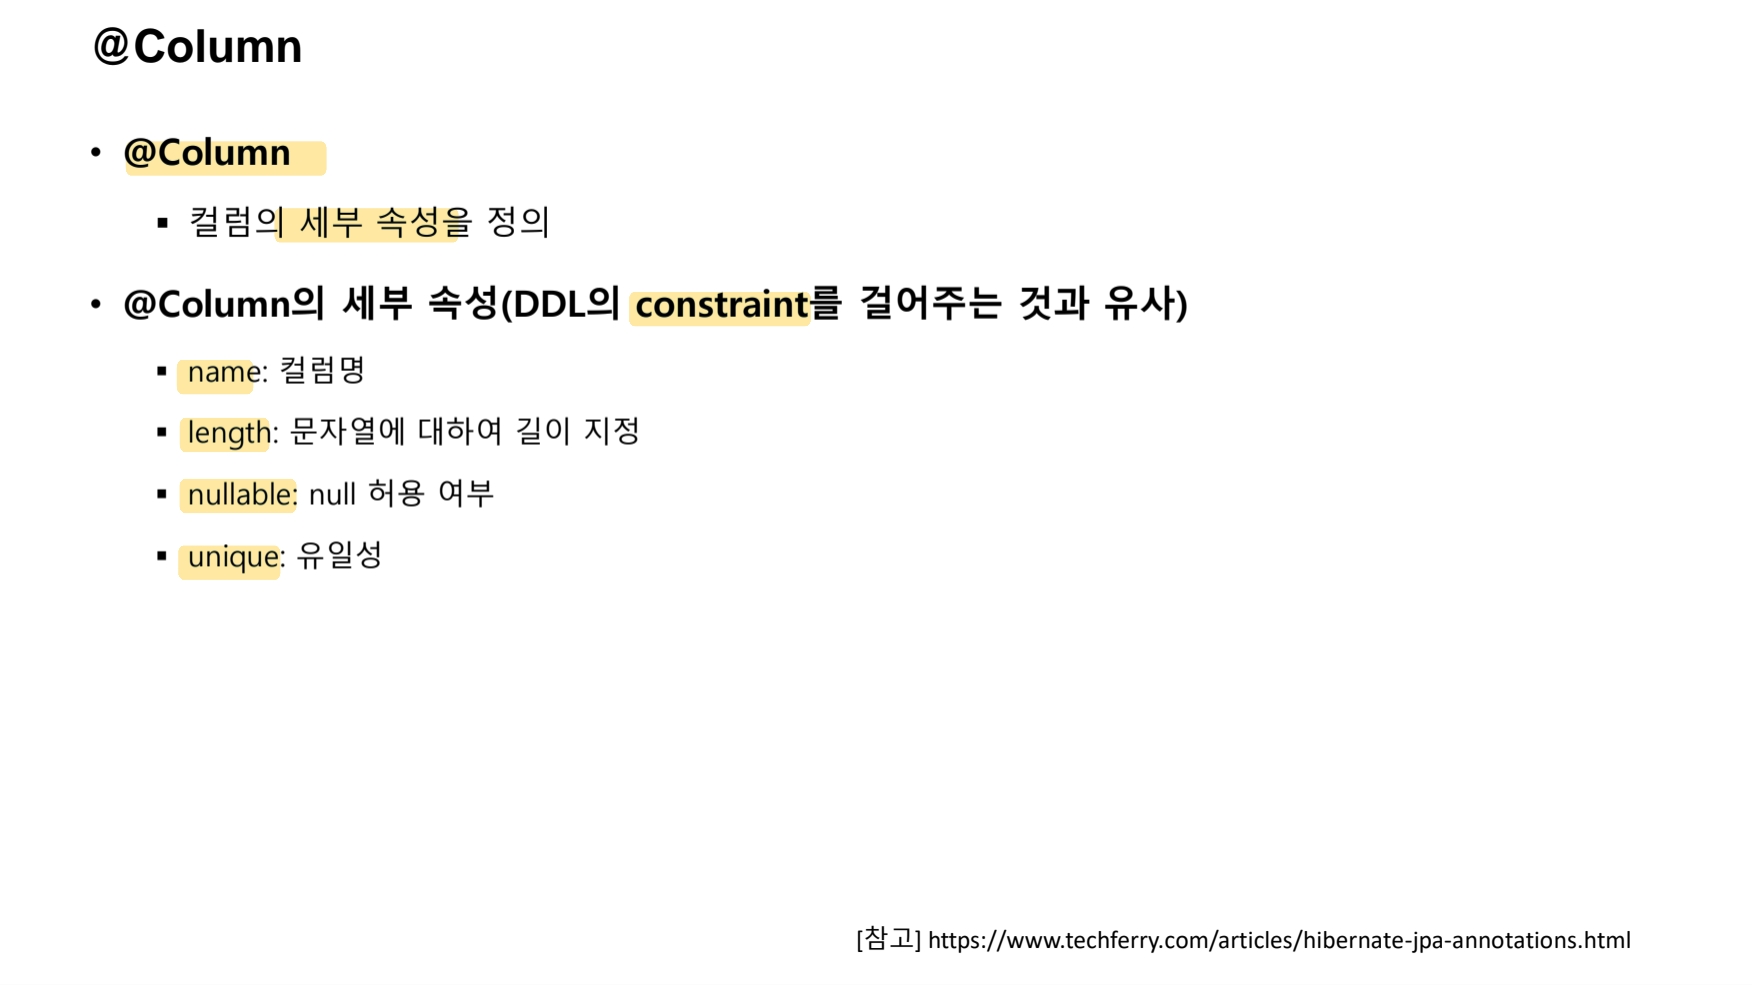 @Column
• @Column
▪ 컬럼의 세부 속성을 정의
• @Column의 세부 속성(DDL의 constraint를 걸어주는 것과 유사)
▪ name: 컬럼명
▪ length: 문자열에 대하여 길이 지정
▪ nullable: null 허용 여부
▪ unique: 유일성
[참고] https://www.techferry.com/articles/hibernate-jpa-annotations.html